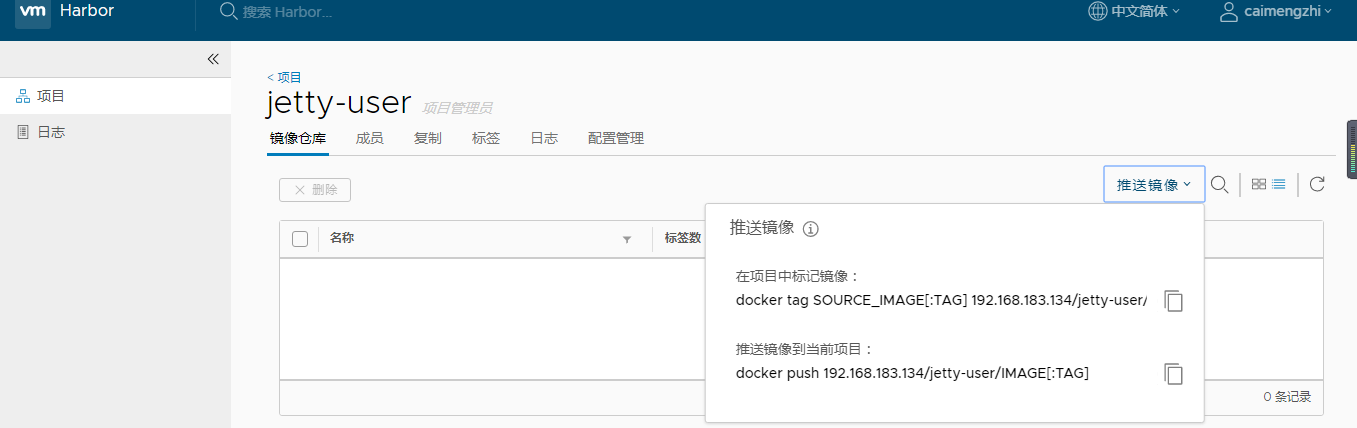 vm Harbor 搜索 Harbor... 中文简体 caimengzhi
项目
日志
< 项目
jetty-user 项目管理员
镜像仓库 成员 复制 标签 日志 配置管理
删除 推送镜像
名称 标签数
推送镜像
在项目中标记镜像：
docker tag SOURCE_IMAGE[:TAG] 192.168.183.134/jetty-user/
推送镜像到当前项目：
docker push 192.168.183.134/jetty-user/IMAGE[:TAG]
0 条记录